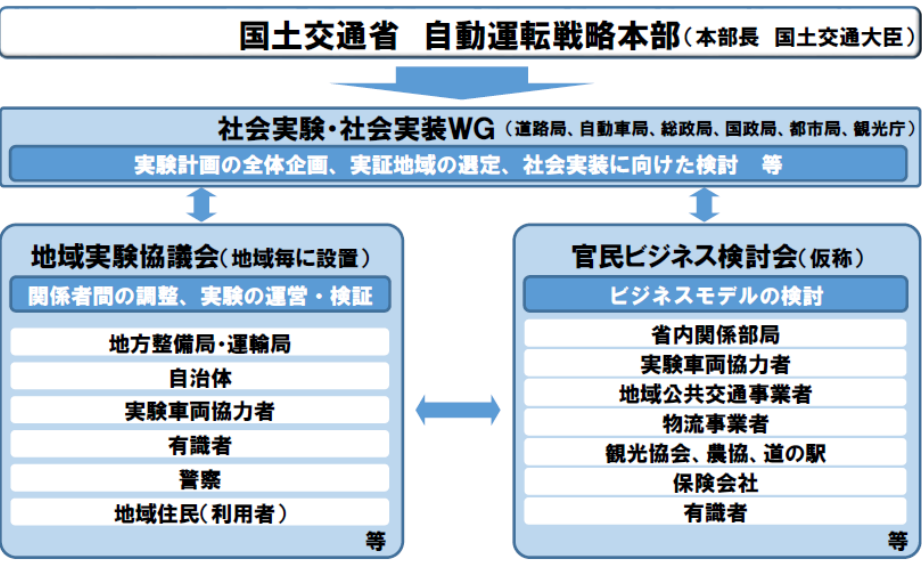 国土交通省 自動運転戦略本部(本部長 国土交通大臣)
社会実験・社会実装WG(道路局、自動車局、総政局、国政局、都市局、観光庁)
実験計画の全体企画、実証地域の選定、社会実装に向けた検討 等
地域実験協議会(地域毎に設置)
関係者間の調整、実験の運営・検証
地方整備局・運輸局
自治体
実験車両協力者
有識者
警察
地域住民(利用者)
等
官民ビジネス検討会(仮称)
ビジネスモデルの検討
省内関係部局
実験車両協力者
地域公共交通事業者
物流事業者
観光協会、農協、道の駅
保険会社
有識者
等